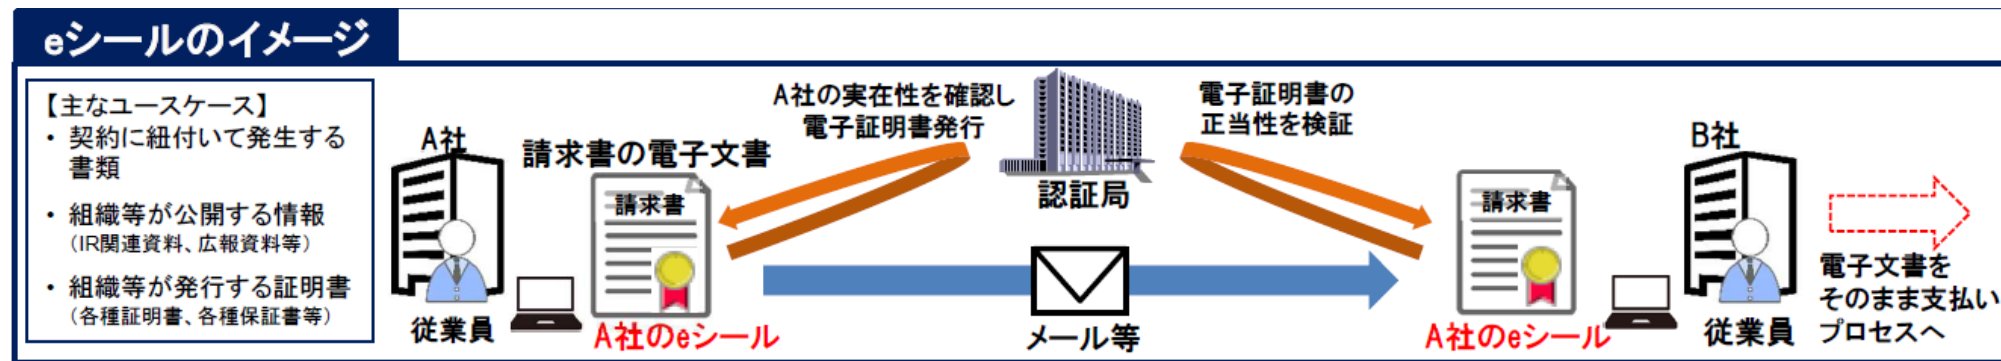 eシールのイメージ
【主なユースケース】
・ 契約に紐付いて発生する
書類
・ 組織等が公開する情報
(IR関連資料、広報資料等)
・ 組織等が発行する証明書
(各種証明書、各種保証書等)
A社
従業員
請求書の電子文書
請求書
A社のeシール
A社の実在性を確認し
電子証明書発行
認証局
電子証明書の
正当性を検証
メール等
請求書
A社のeシール
B社
従業員
電子文書を
そのまま支払い
プロセスへ